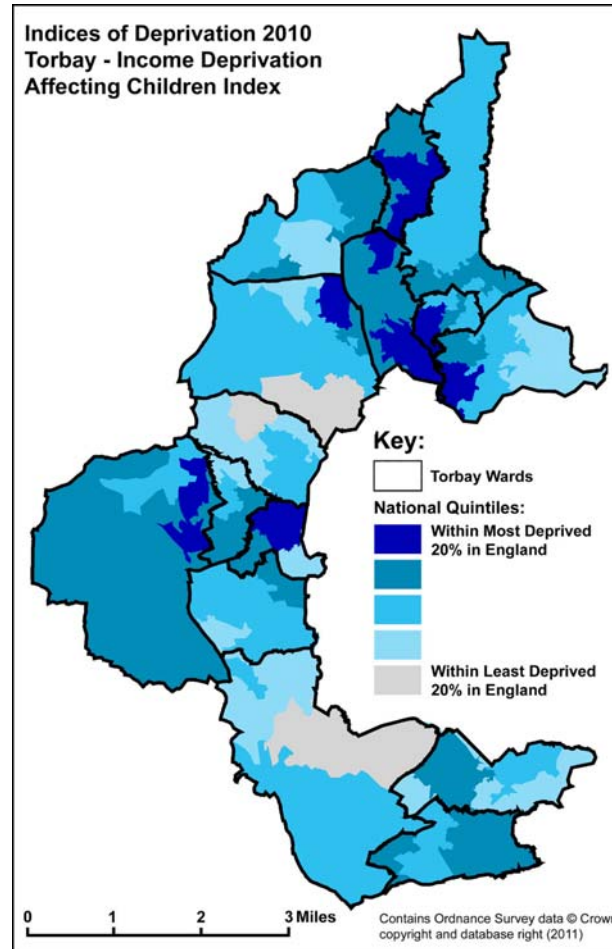 Indices of Deprivation 2010
Torbay - Income Deprivation
Affecting Children Index
Key:
Torbay Wards
National Quintiles:
Within Most Deprived
20% in England
Within Least Deprived
20% in England
0 1 2 3 Miles
Contains Ordnance Survey data © Crown
copyright and database right (2011)